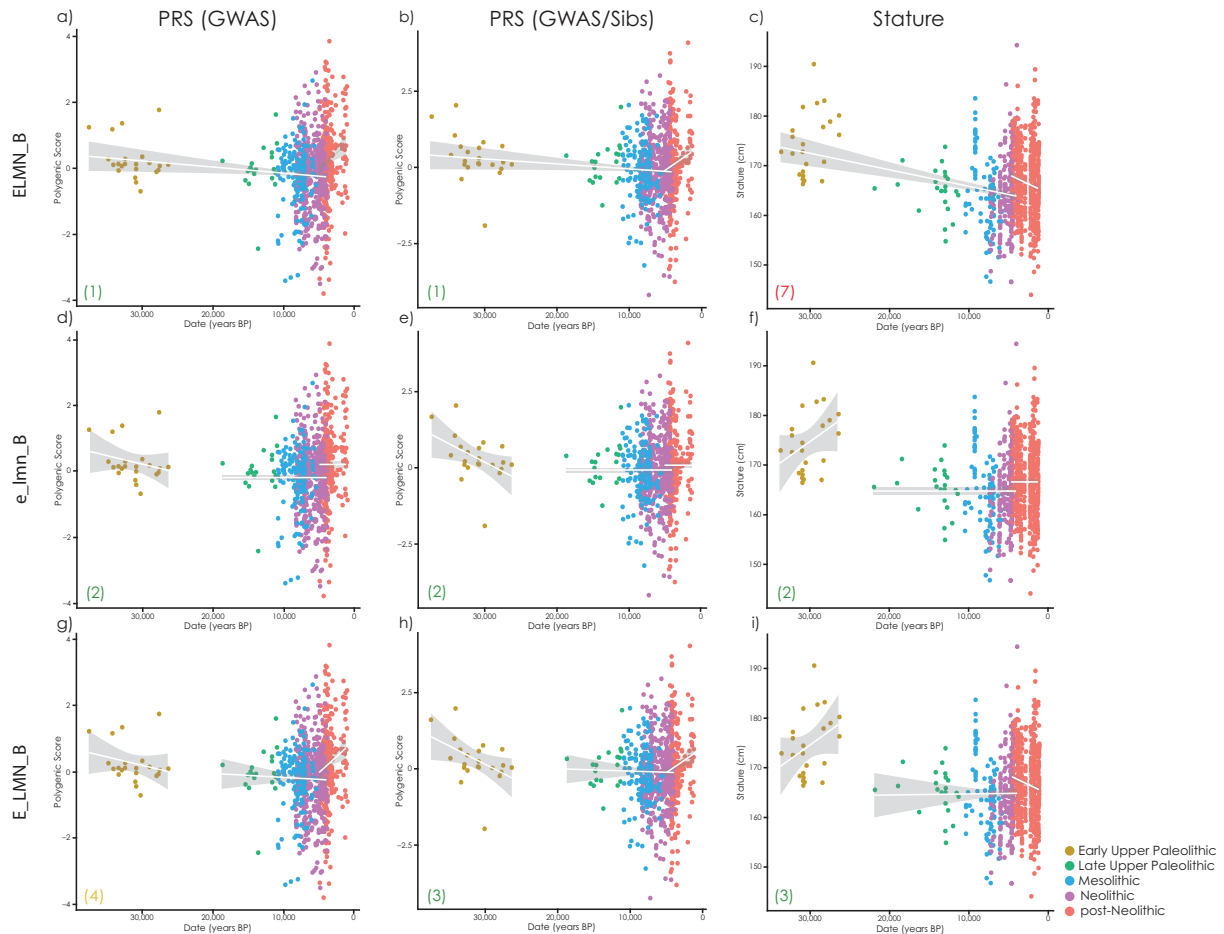 a) PRS (GWAS) b) PRS (GWAS/Sibs) c) Stature
ELMN_B
Polygenic Score
4
2
0
−2
−4
(1)
30,000 20,000 10,000 0
Date (years BP)
Polygenic Score
2.5
0
−2.5
(1)
30,000 20,000 10,000 0
Date (years BP)
Stature (cm)
190
180
170
160
150
(7)
30,000 20,000 10,000 0
Date (years BP)
d) e) f)
e_lmn_B
Polygenic Score
4
2
0
−2
−4
(2)
30,000 20,000 10,000 0
Date (years BP)
Polygenic Score
2.5
0
−2.5
(2)
30,000 20,000 10,000 0
Date (years BP)
Stature (cm)
190
180
170
160
150
(2)
30,000 20,000 10,000 0
Date (years BP)
g) h) i)
E_LMN_B
Polygenic Score
4
2
0
−2
−4
(4)
30,000 20,000 10,000 0
Date (years BP)
Polygenic Score
2.5
0
−2.5
(3)
30,000 20,000 10,000 0
Date (years BP)
Stature (cm)
190
180
170
160
150
(3)
30,000 20,000 10,000 0
Date (years BP)
Early Upper Paleolithic
Late Upper Paleolithic
Mesolithic
Neolithic
post-Neolithic